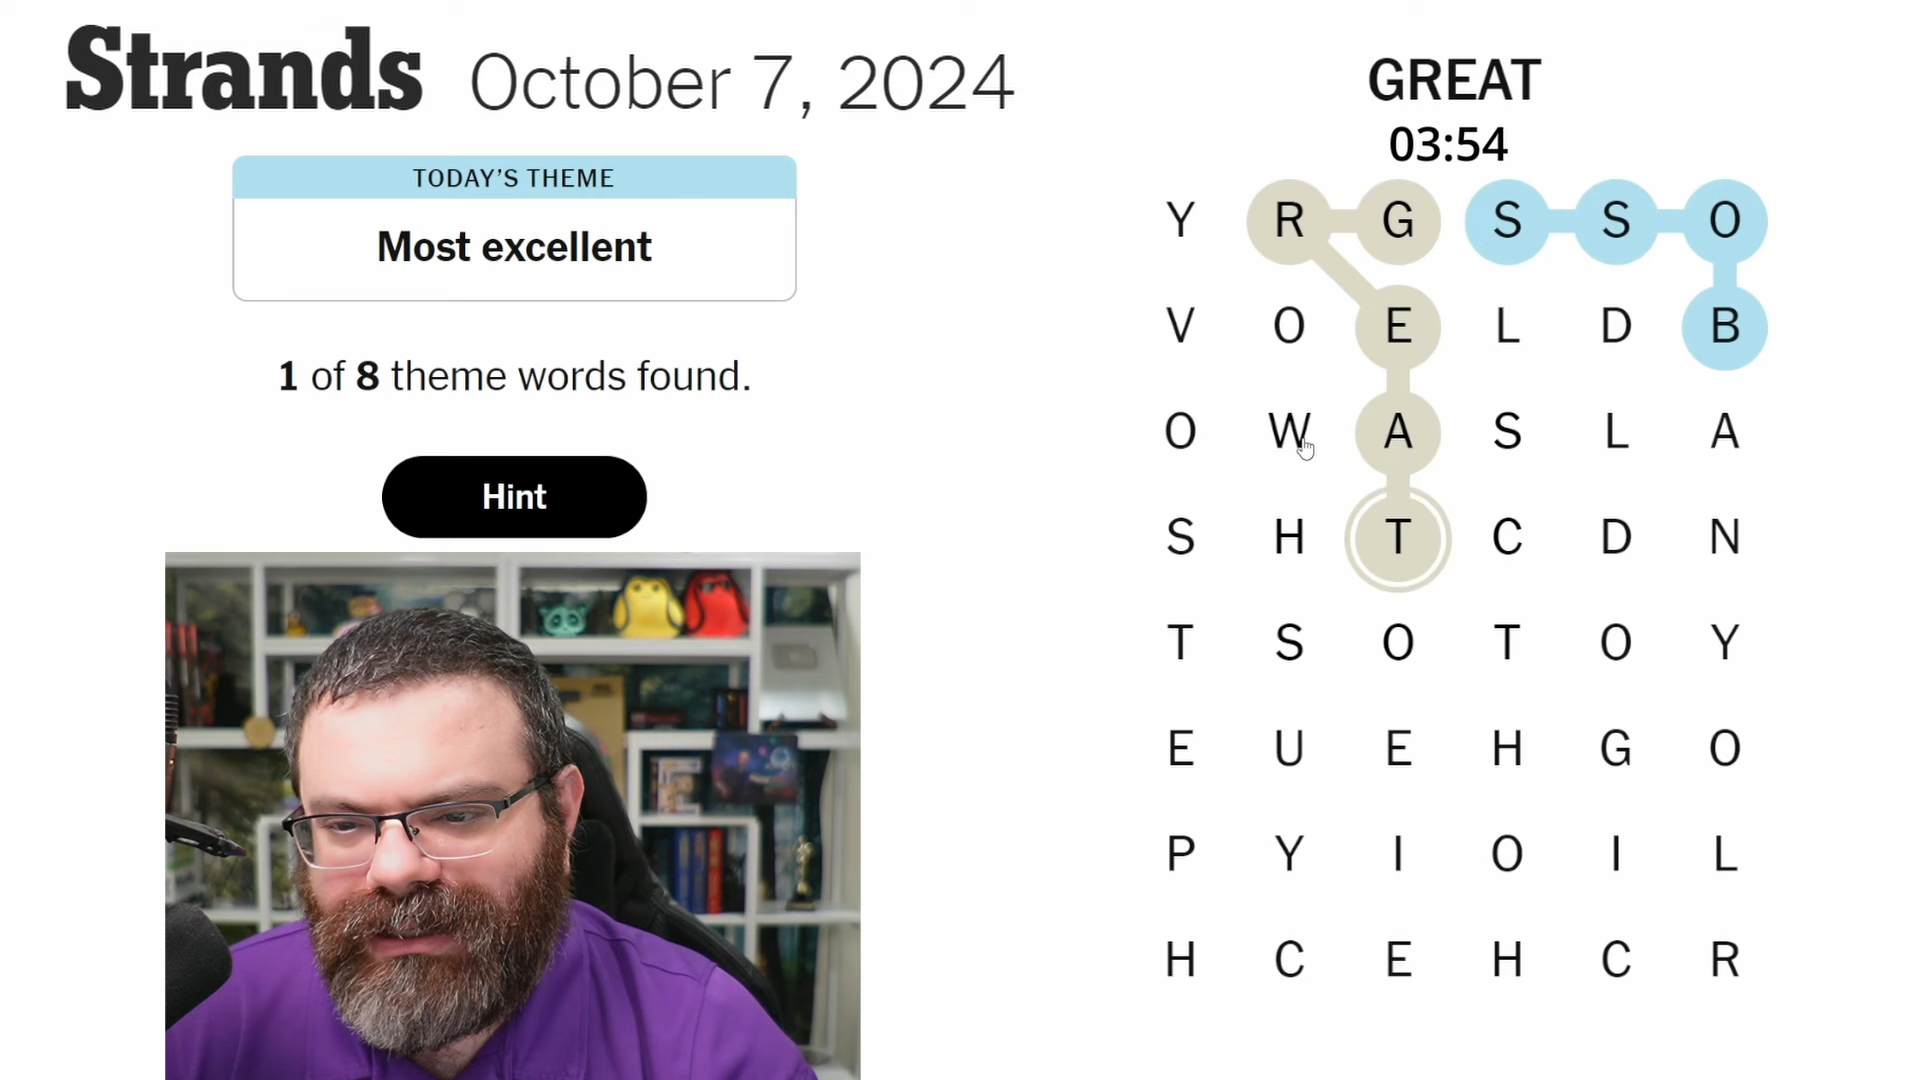 Strands October 7, 2024
TODAY'S THEME
Most excellent
1 of 8 theme words found.
Hint
GREAT
03:54
Y R G S S O
V O E L D B
O W A S L A
S H T C D N
T S O T O Y
E U E H G O
P Y I O I L
H C E H C R